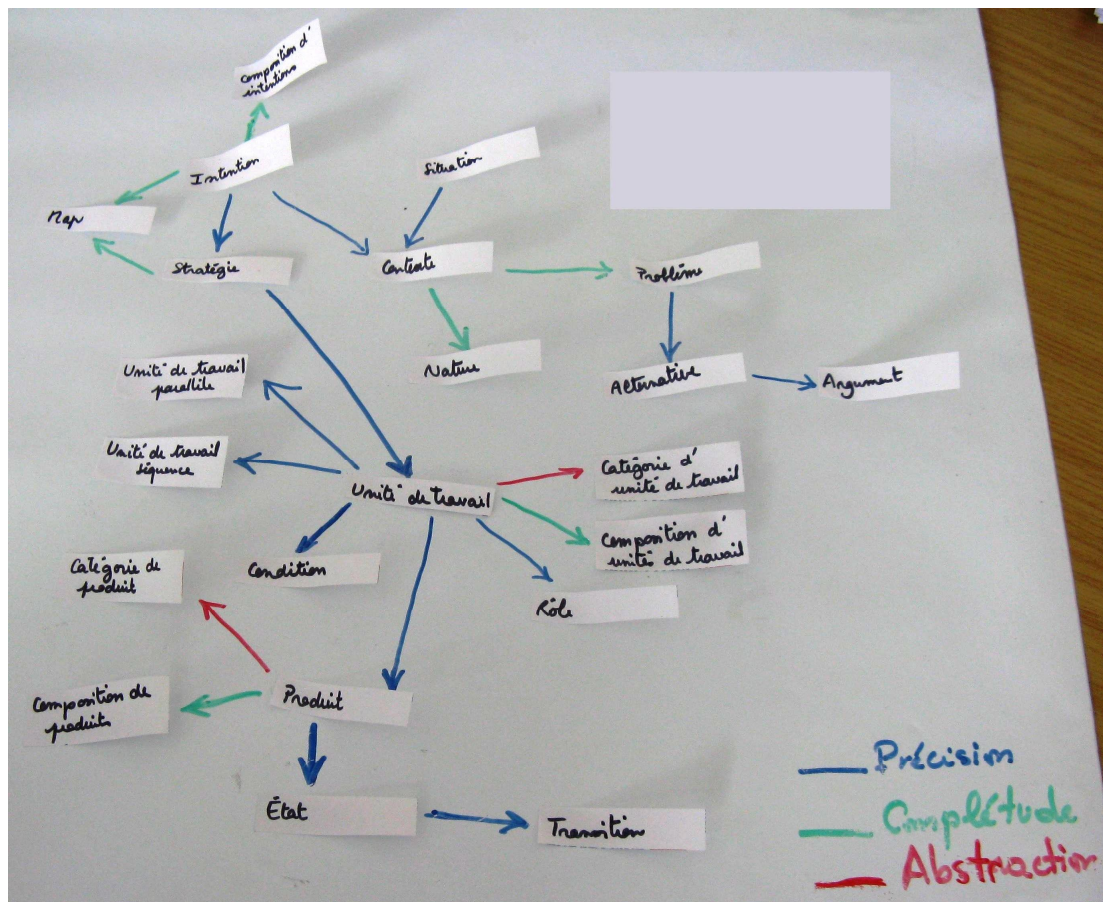 Composition d'
intentions
Intention
Situation
Map
Stratégie
Contexte
Problème
Unité de travail
parallèle
Nature
Alternative
Argument
Unité de travail
séquence
Unité de travail
Catégorie d'
unité de travail
Composition d'
unités de travail
Catégorie de
produit
Condition
Rôle
Composition de
produits
Produit
État
Transition
Précision
Complétude
Abstraction